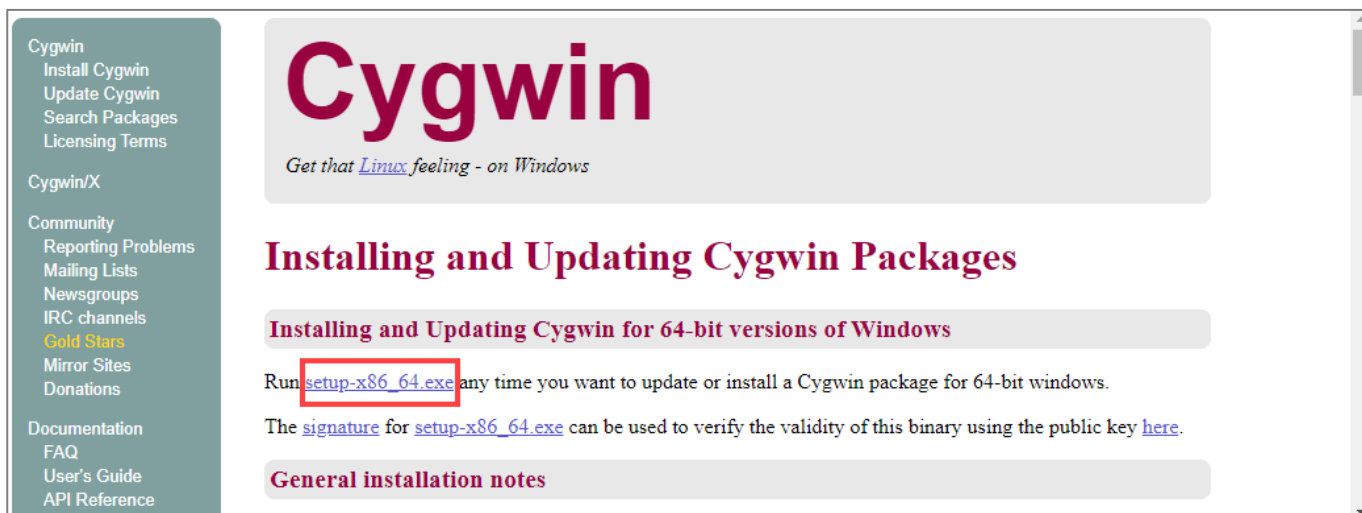 Cygwin
Install Cygwin
Update Cygwin
Search Packages
Licensing Terms
Cygwin/X
Community
Reporting Problems
Mailing Lists
Newsgroups
IRC channels
Gold Stars
Mirror Sites
Donations
Documentation
FAQ
User's Guide
API Reference
Cygwin
Get that Linux feeling - on Windows
Installing and Updating Cygwin Packages
Installing and Updating Cygwin for 64-bit versions of Windows
Run setup-x86_64.exe any time you want to update or install a Cygwin package for 64-bit windows.
The signature for setup-x86_64.exe can be used to verify the validity of this binary using the public key here.
General installation notes